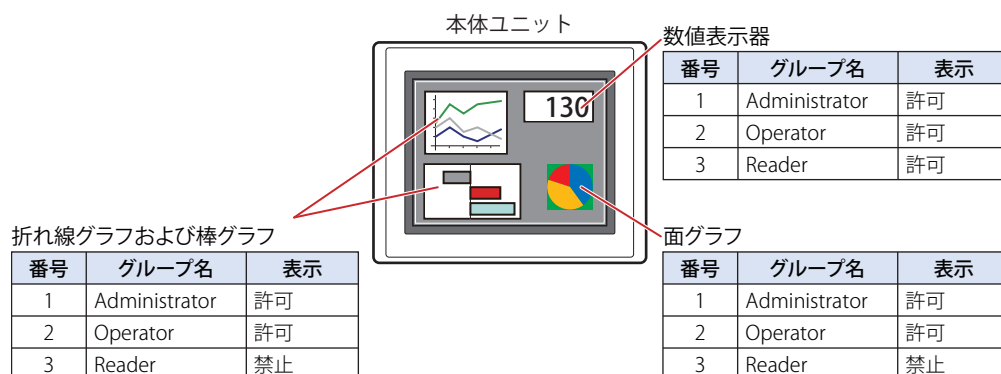 本体ユニット
数値表示器
番号 グループ名 表示
1 Administrator 許可
2 Operator 許可
3 Reader 許可
130
折れ線グラフおよび棒グラフ
番号 グループ名 表示
1 Administrator 許可
2 Operator 許可
3 Reader 禁止
面グラフ
番号 グループ名 表示
1 Administrator 許可
2 Operator 許可
3 Reader 禁止